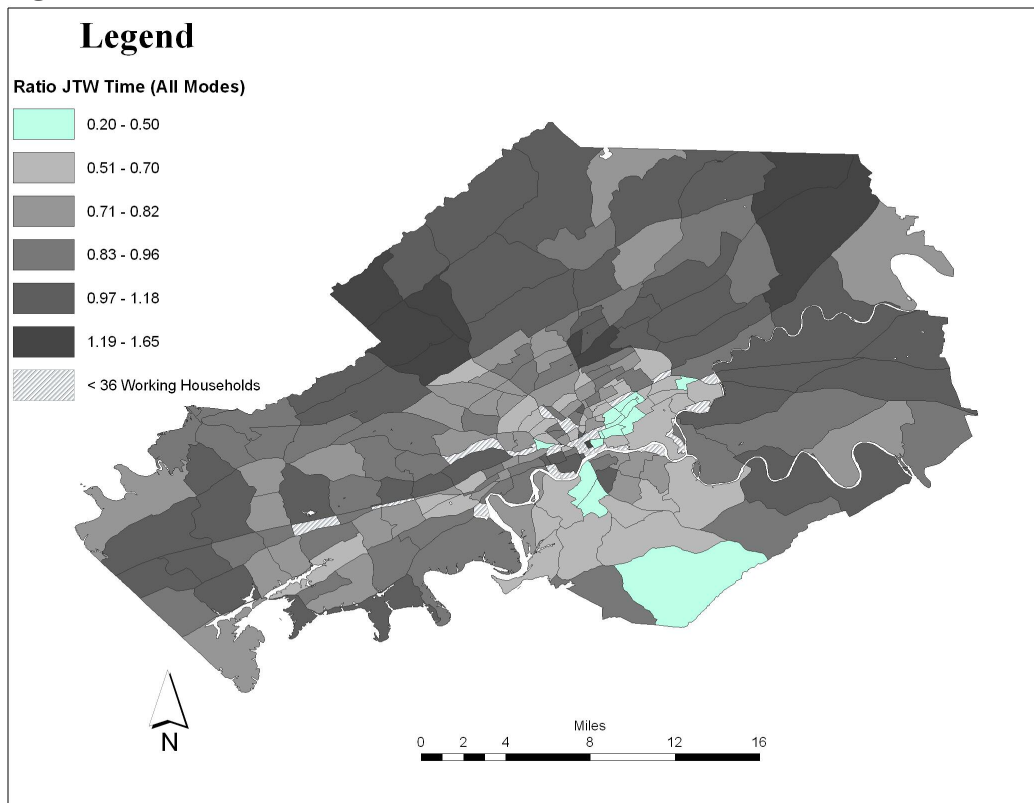 Legend
Ratio JTW Time (All Modes)
0.20 - 0.50
0.51 - 0.70
0.71 - 0.82
0.83 - 0.96
0.97 - 1.18
1.19 - 1.65
< 36 Working Households
N
Miles
0 2 4 8 12 16